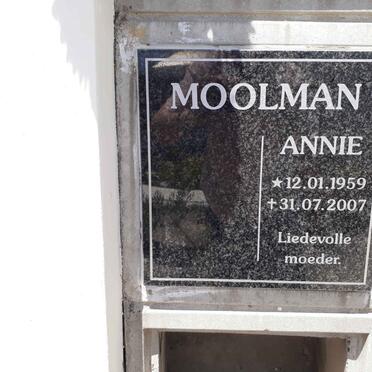 MOOLMAN
ANNIE
★12.01.1959
✝31.07.2007
Liedevolle
moeder.